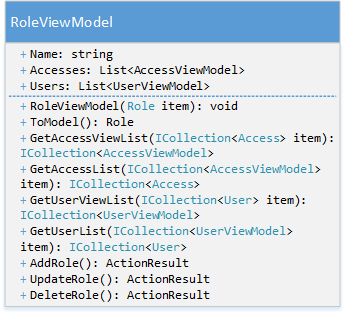 RoleViewModel
+ Name: string
+ Accesses: List<AccessViewModel>
+ Users: List<UserViewModel>
+ RoleViewModel(Role item): void
+ ToModel(): Role
+ GetAccessViewList(ICollection<Access> item):
ICollection<AccessViewModel>
+ GetAccessList(ICollection<AccessViewModel>
item): ICollection<Access>
+ GetUserViewList(ICollection<User> item):
ICollection<UserViewModel>
+ GetUserList(ICollection<UserViewModel>
item): ICollection<User>
+ AddRole(): ActionResult
+ UpdateRole(): ActionResult
+ DeleteRole(): ActionResult